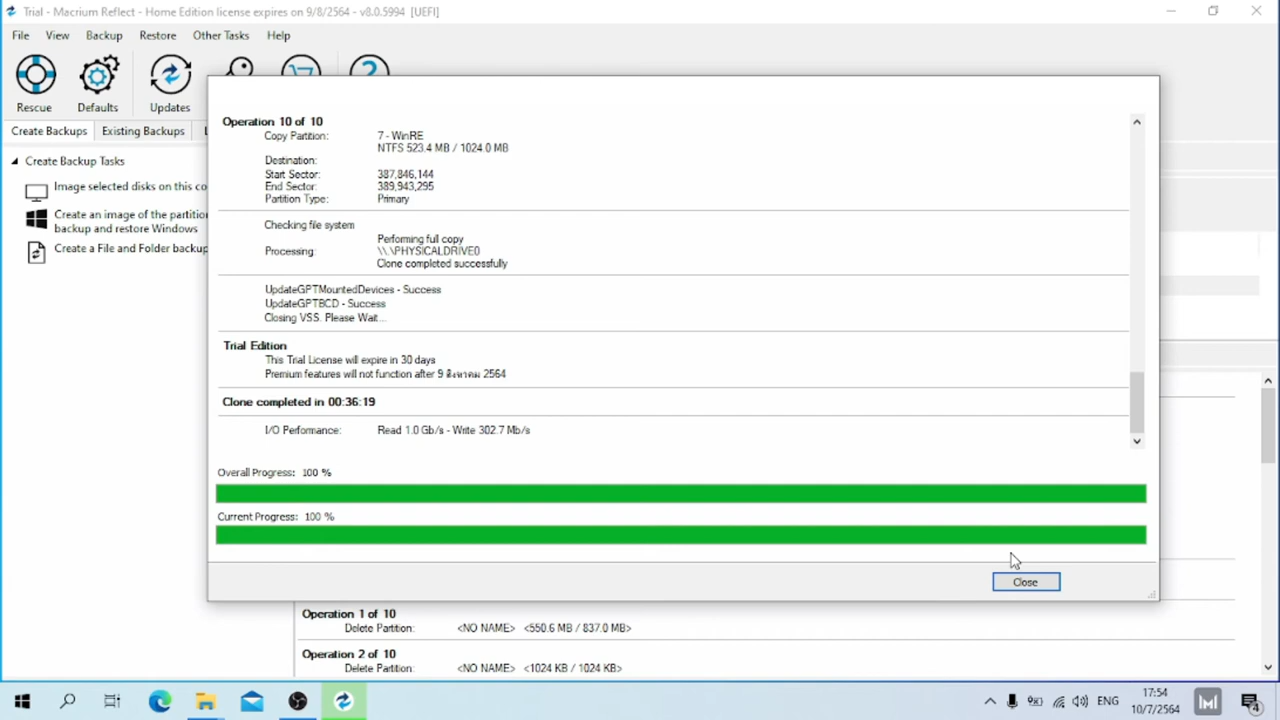 Trial - Macrium Reflect - Home Edition license expires on 9/8/2564 - v8.0.5994 [UEFI]
File View Backup Restore Other Tasks Help
Rescue Defaults Updates
Create Backups Existing Backups
Create Backup Tasks
Image selected disks on this co
Create an image of the partition
backup and restore Windows
Create a File and Folder backup
Operation 10 of 10
Copy Partition: 7 - WinRE
NTFS 523.4 MB / 1024.0 MB
Destination:
Start Sector: 387,846,144
End Sector: 389,943,295
Partition Type: Primary
Checking file system
Performing full copy
Processing: \\.\PHYSICALDRIVE0
Clone completed successfully
UpdateGPTMountedDevices - Success
UpdateGPTBCD - Success
Closing VSS. Please Wait...
Trial Edition
This Trial License will expire in 30 days
Premium features will not function after 9 สิงหาคม 2564
Clone completed in 00:36:19
I/O Performance: Read 1.0 Gb/s - Write 302.7 Mb/s
Overall Progress: 100 %
Current Progress: 100 %
Close
Operation 1 of 10
Delete Partition: <NO NAME> <550.6 MB / 837.0 MB>
Operation 2 of 10
Delete Partition: <NO NAME> <1024 KB / 1024 KB>
ENG
17:54
10/7/2564
4